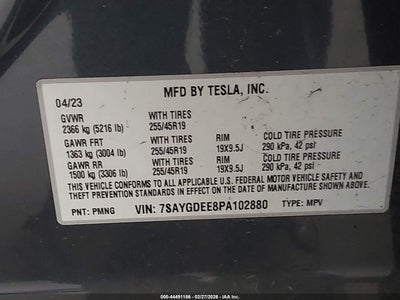 MFD BY TESLA, INC.
04/23
GVWR WITH TIRES
2366 kg (5216 lb) 255/45R19
GAWR FRT WITH TIRES RIM COLD TIRE PRESSURE
1363 kg (3004 lb) 255/45R19 19X9.5J 290 kPa, 42 psi
GAWR RR WITH TIRES RIM COLD TIRE PRESSURE
1500 kg (3306 lb) 255/45R19 19X9.5J 290 kPa, 42 psi
THIS VEHICLE CONFORMS TO ALL APPLICABLE U.S. FEDERAL MOTOR VEHICLE SAFETY AND
THEFT PREVENTION STANDARDS IN EFFECT ON THE DATE OF MANUFACTURE SHOWN ABOVE.
PNT: PMNG VIN: 7SAYGDEE8PA102880 TYPE: MPV
000-44491186 - 02/27/2026 - IAA Inc.